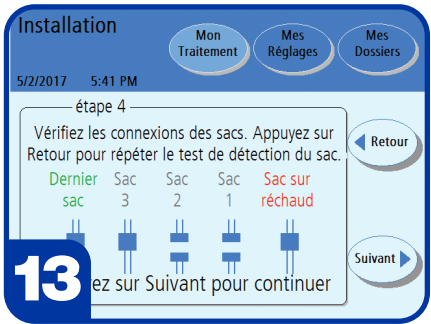 Installation
Mon
Traitement
Mes
Réglages
Mes
Dossiers
5/2/2017 5:41 PM
étape 4
Vérifiez les connexions des sacs. Appuyez sur
Retour pour répéter le test de détection du sac.
Retour
Dernier
sac
Sac
3
Sac
2
Sac
1
Sac sur
réchaud
Suivant
13
ez sur Suivant pour continuer